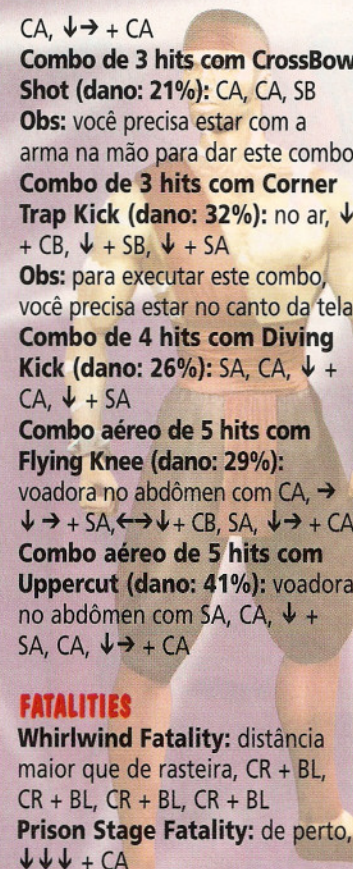 CA, ↓→ + CA
Combo de 3 hits com CrossBow
Shot (dano: 21%): CA, CA, SB
Obs: você precisa estar com a
arma na mão para dar este combo
Combo de 3 hits com Corner
Trap Kick (dano: 32%): no ar, ↓
+ CB, ↓ + SB, ↓ + SA
Obs: para executar este combo,
você precisa estar no canto da tela
Combo de 4 hits com Diving
Kick (dano: 26%): SA, CA, ↓ +
CA, ↓ + SA
Combo aéreo de 5 hits com
Flying Knee (dano: 29%):
voadora no abdômen com CA, →
↓ → + SA,←→↓+ CB, SA, ↓→ + CA
Combo aéreo de 5 hits com
Uppercut (dano: 41%): voadora
no abdômen com SA, CA, ↓ +
SA, CA, ↓→ + CA
FATALITIES
Whirlwind Fatality: distância
maior que de rasteira, CR + BL,
CR + BL, CR + BL, CR + BL
Prison Stage Fatality: de perto,
↓↓↓ + CA